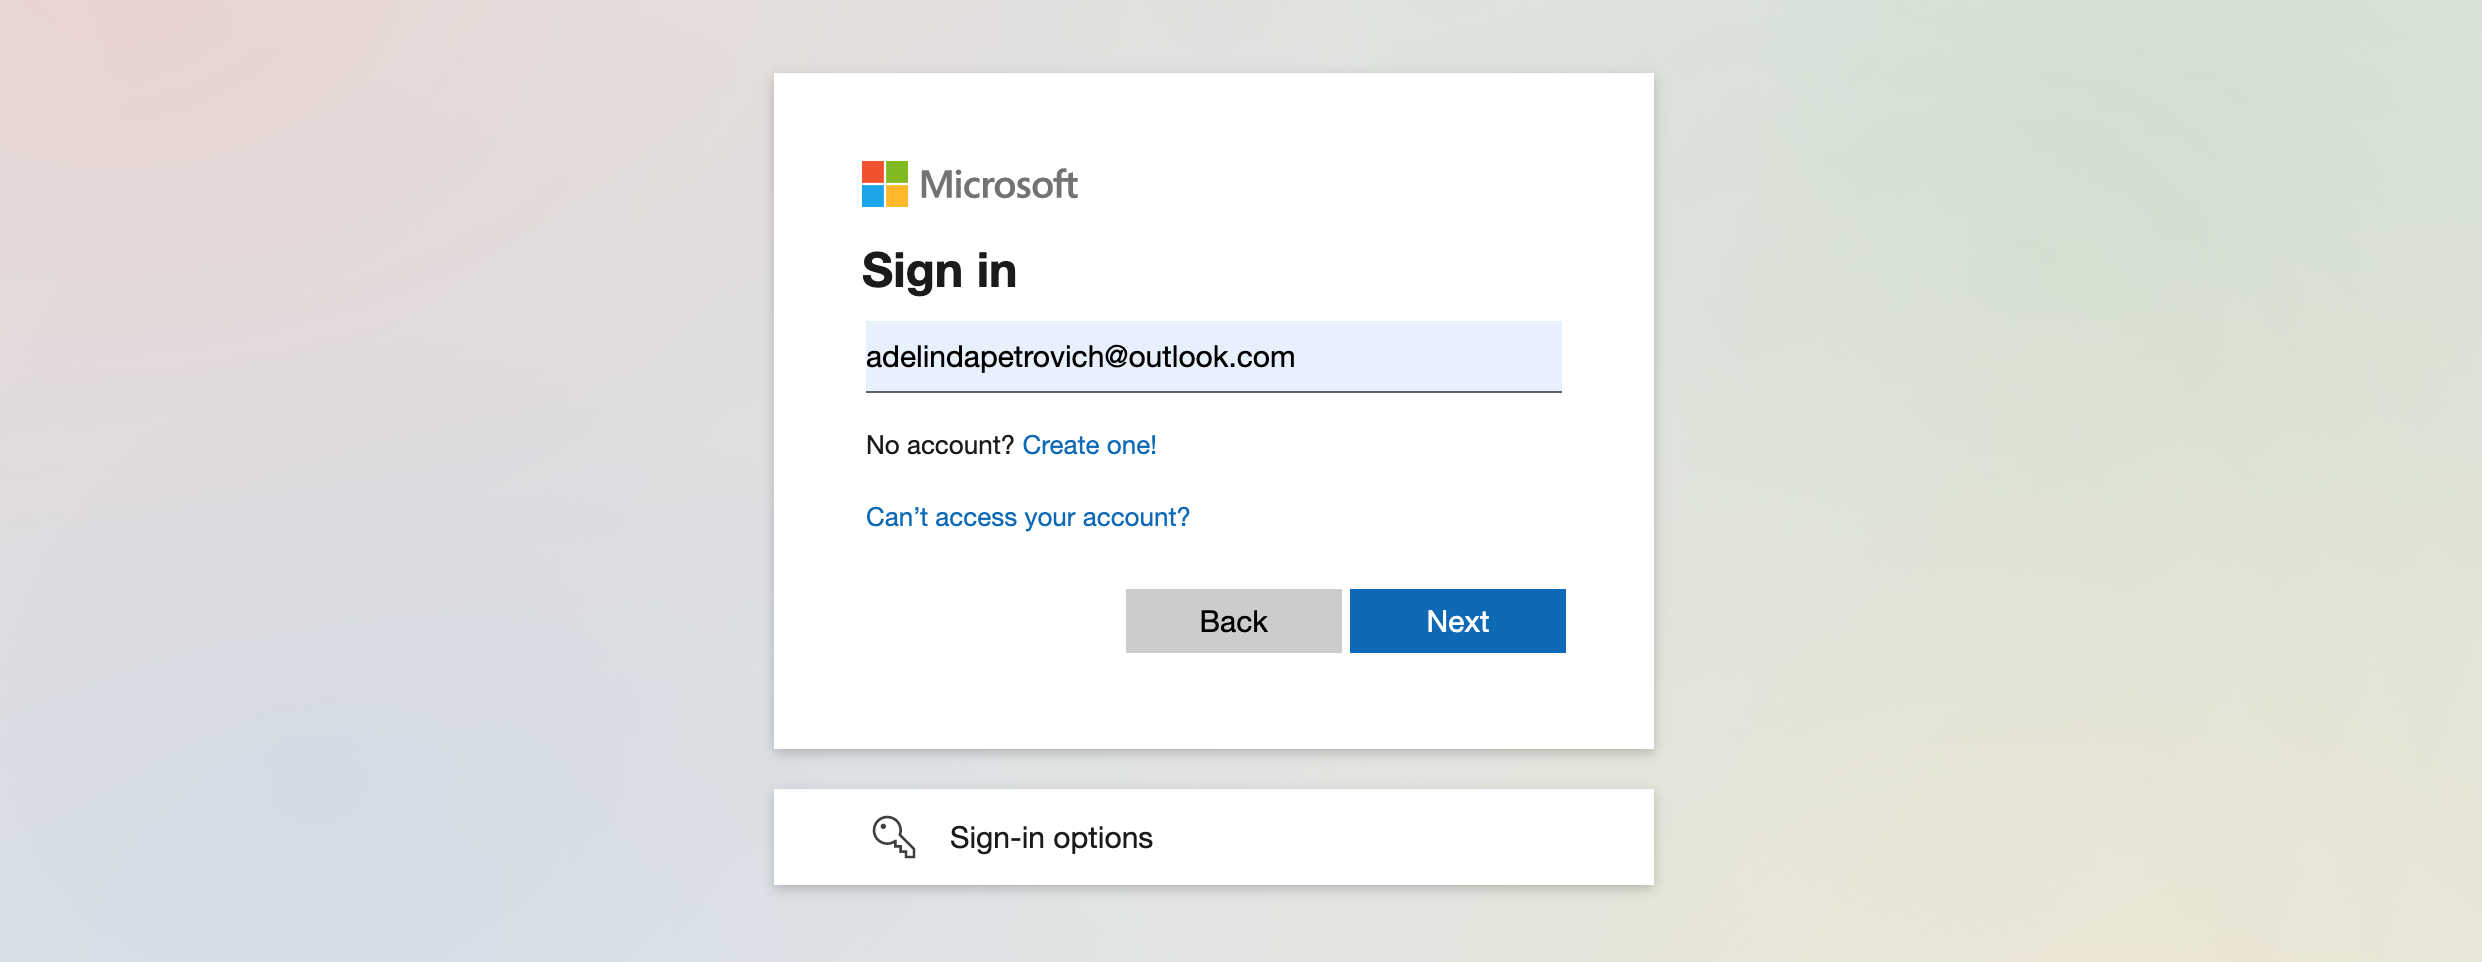 Microsoft
Sign in
adelindapetrovich@outlook.com
No account? Create one!
Can’t access your account?
Back
Next
Sign-in options